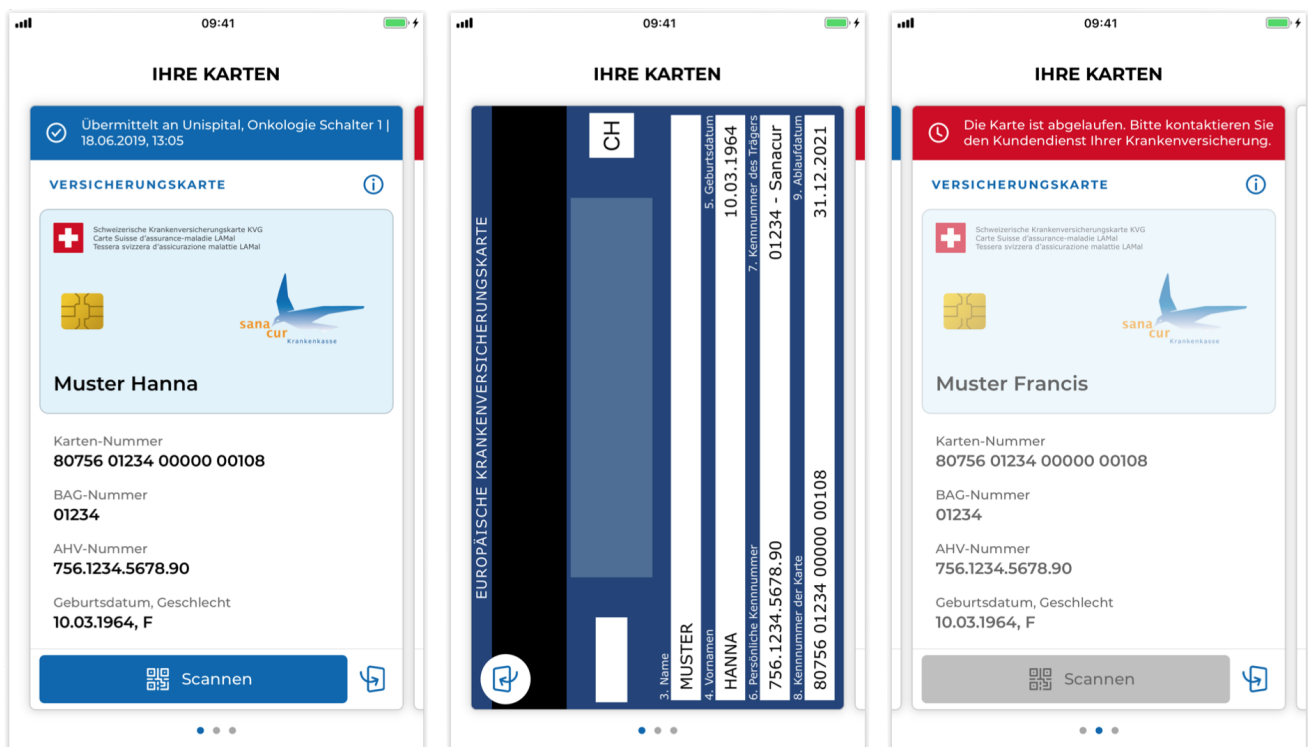 09:41
IHRE KARTEN
Übermittelt an Unispital, Onkologie Schalter 1 |
18.06.2019, 13:05
VERSICHERUNGSKARTE
Schweizerische Krankenversicherungskarte KVG
Carte Suisse d'assurance-maladie LAMal
Tessera svizzera d'assicurazione malattie LAMal
sana
cur
Krankenkasse
Muster Hanna
Karten-Nummer
80756 01234 00000 00108
BAG-Nummer
01234
AHV-Nummer
756.1234.5678.90
Geburtsdatum, Geschlecht
10.03.1964, F
Scannen
09:41
IHRE KARTEN
EUROPÄISCHE KRANKENVERSICHERUNGSKARTE
CH
3. Name
MUSTER
4. Vornamen
5. Geburtsdatum
HANNA
10.03.1964
6. Persönliche Kennnummer
7. Kennnummer des Trägers
756.1234.5678.90
01234 - Sanacur
8. Kennnummer der Karte
9. Ablaufdatum
80756 01234 00000 00108
31.12.2021
09:41
IHRE KARTEN
Die Karte ist abgelaufen. Bitte kontaktieren Sie
den Kundendienst Ihrer Krankenversicherung.
VERSICHERUNGSKARTE
Schweizerische Krankenversicherungskarte KVG
Carte Suisse d'assurance-maladie LAMal
Tessera svizzera d'assicurazione malattie LAMal
sana
cur
Krankenkasse
Muster Francis
Karten-Nummer
80756 01234 00000 00108
BAG-Nummer
01234
AHV-Nummer
756.1234.5678.90
Geburtsdatum, Geschlecht
10.03.1964, F
Scannen